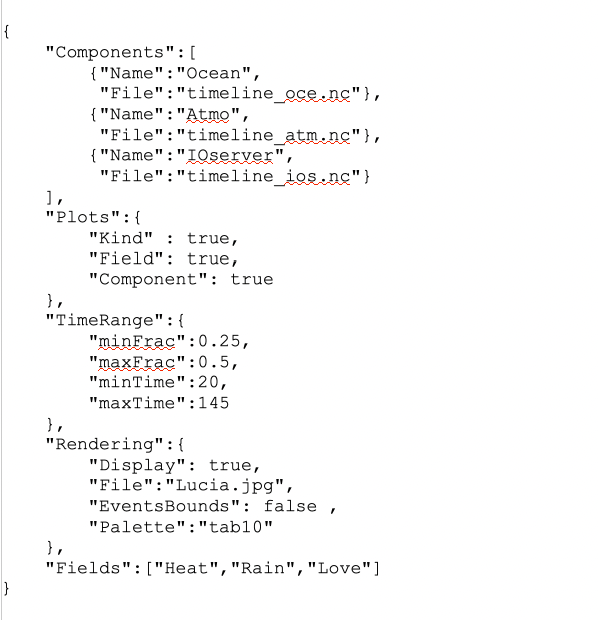 {
    "Components":[
        {"Name":"Ocean",
         "File":"timeline_oce.nc"},
        {"Name":"Atmo",
         "File":"timeline_atm.nc"},
        {"Name":"IOserver",
         "File":"timeline_ios.nc"}
    ],
    "Plots":{
        "Kind" : true,
        "Field": true,
        "Component": true
    },
    "TimeRange":{
        "minFrac":0.25,
        "maxFrac":0.5,
        "minTime":20,
        "maxTime":145
    },
    "Rendering":{
        "Display": true,
        "File":"Lucia.jpg",
        "EventsBounds": false ,
        "Palette":"tab10"
    },
    "Fields":["Heat","Rain","Love"]
}